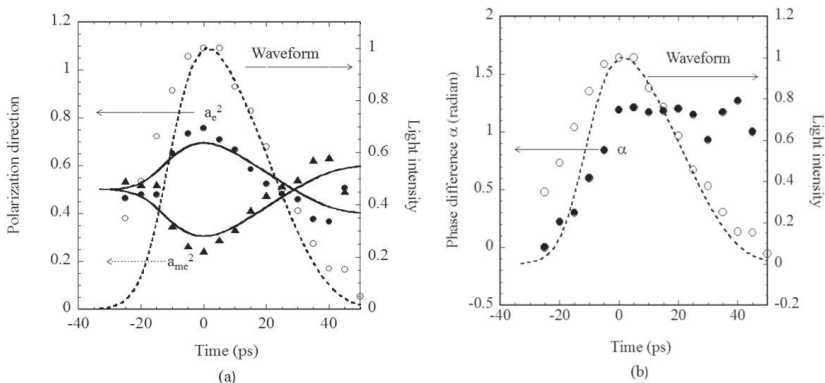 1.2
1
0.8
0.6
0.4
0.2
0
Polarization direction
Waveform
a_e^2
a_me^2
1
0.8
0.6
0.4
0.2
0
Light intensity
-40 -20 0 20 40
Time (ps)
(a)
2
1.5
1
0.5
0
-0.5
Phase difference α (radian)
Waveform
α
1.2
1
0.8
0.6
0.4
0.2
0
-0.2
Light intensity
-40 -20 0 20 40
Time (ps)
(b)